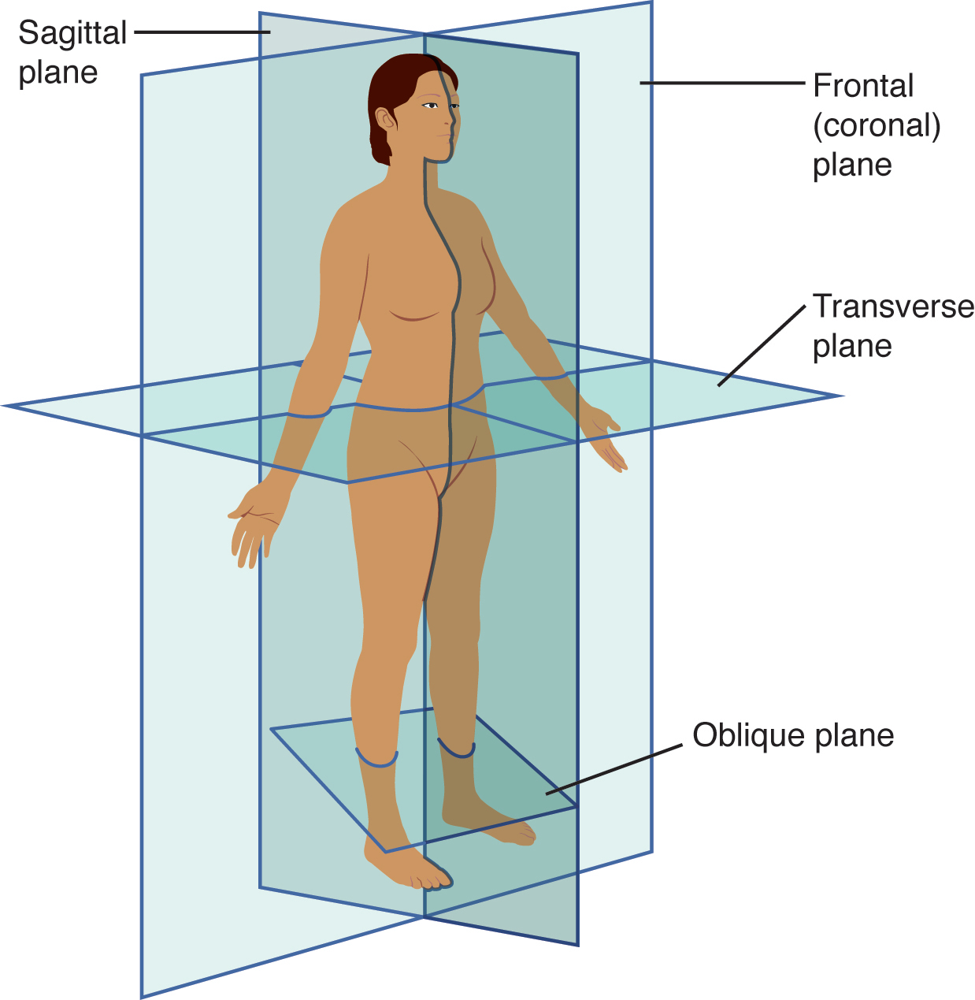 Sagittal
plane
Frontal
(coronal)
plane
Transverse
plane
Oblique plane